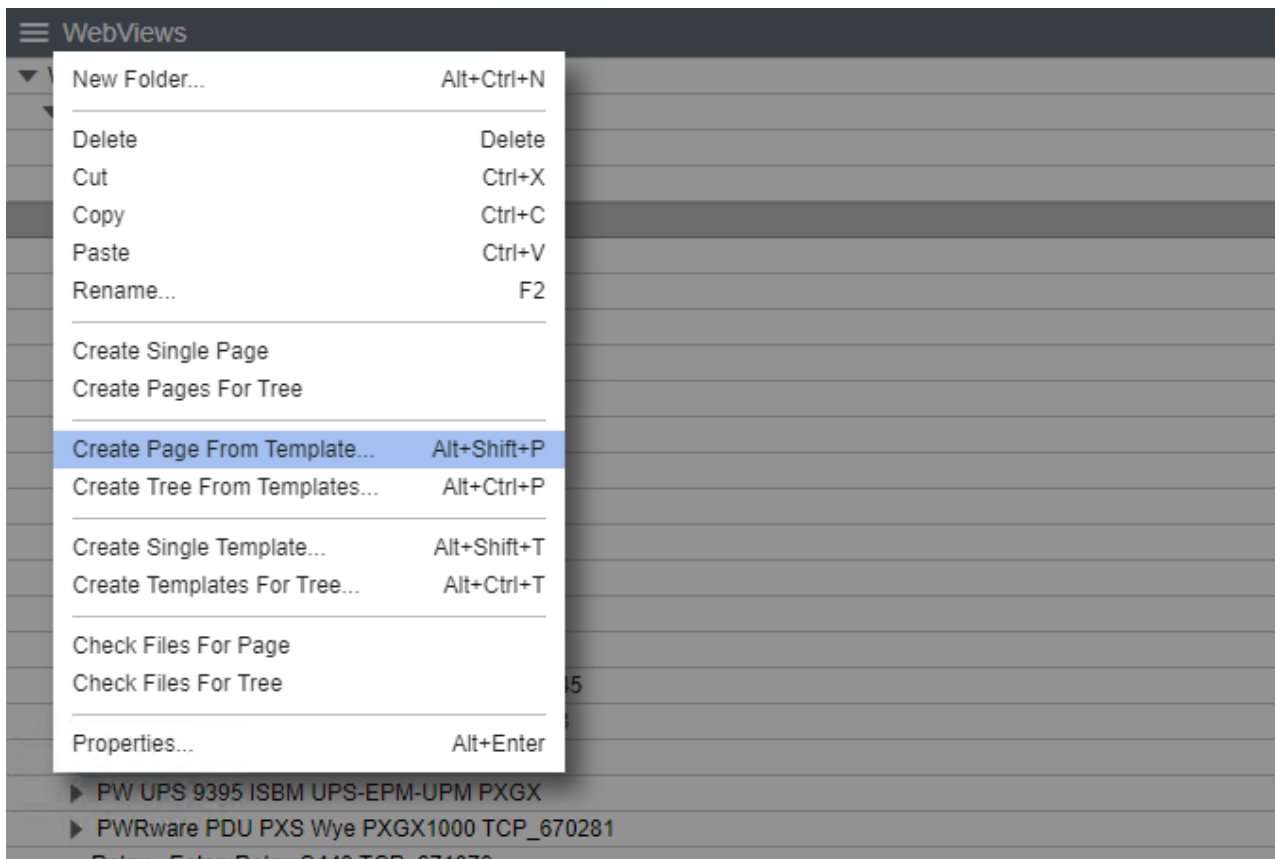 WebViews
New Folder... Alt+Ctrl+N
Delete Delete
Cut Ctrl+X
Copy Ctrl+C
Paste Ctrl+V
Rename... F2
Create Single Page
Create Pages For Tree
Create Page From Template... Alt+Shift+P
Create Tree From Templates... Alt+Ctrl+P
Create Single Template... Alt+Shift+T
Create Templates For Tree... Alt+Ctrl+T
Check Files For Page
Check Files For Tree
Properties... Alt+Enter
PW UPS 9395 ISBM UPS-EPM-UPM PXGX
PWRware PDU PXS Wye PXGX1000 TCP_670281